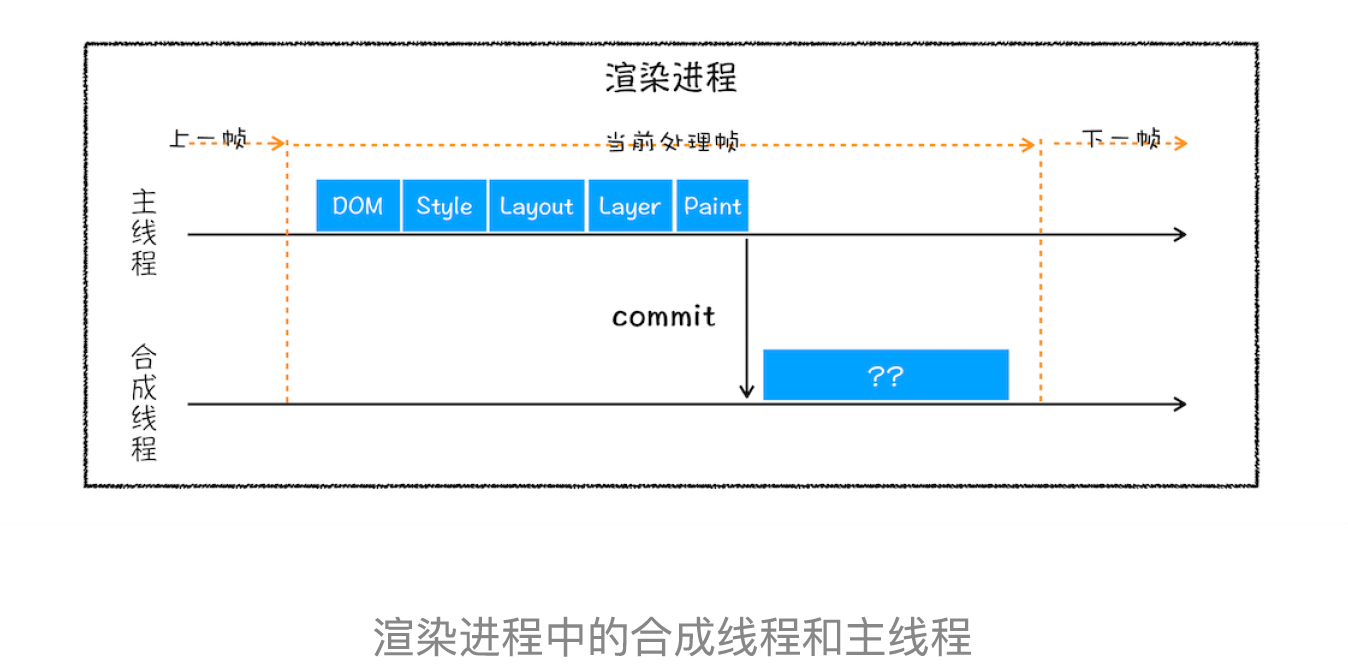 渲染进程
上一帧
当前处理帧
下一帧
主线程
DOM
Style
Layout
Layer
Paint
commit
合成线程
??
渲染进程中的合成线程和主线程